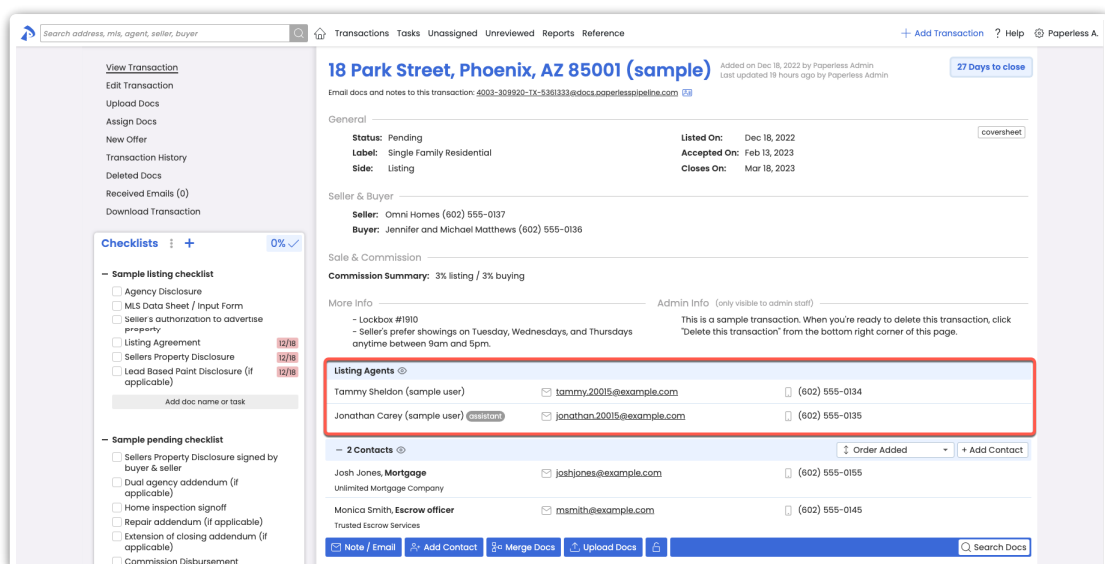 Search address, mls, agent, seller, buyer
Transactions Tasks Unassigned Unreviewed Reports Reference
+ Add Transaction ? Help Paperless A.
View Transaction
Edit Transaction
Upload Docs
Assign Docs
New Offer
Transaction History
Deleted Docs
Received Emails (0)
Download Transaction
Checklists + 0%
– Sample listing checklist
Agency Disclosure
MLS Data Sheet / Input Form
Seller's authorization to advertise
property
Listing Agreement 12/18
Sellers Property Disclosure 12/18
Lead Based Paint Disclosure (if 12/18
applicable)
Add doc name or task
– Sample pending checklist
Sellers Property Disclosure signed by
buyer & seller
Dual agency addendum (if
applicable)
Home inspection signoff
Repair addendum (if applicable)
Extension of closing addendum (if
applicable)
Commission Disbursement
18 Park Street, Phoenix, AZ 85001 (sample)
Added on Dec 18, 2022 by Paperless Admin
Last updated 19 hours ago by Paperless Admin
27 Days to close
Email docs and notes to this transaction: 4003-309920-TX-5361333@docs.paperlesspipeline.com
General
coversheet
Status: Pending Listed On: Dec 18, 2022
Label: Single Family Residential Accepted On: Feb 13, 2023
Side: Listing Closes On: Mar 18, 2023
Seller & Buyer
Seller: Omni Homes (602) 555-0137
Buyer: Jennifer and Michael Matthews (602) 555-0136
Sale & Commission
Commission Summary: 3% listing / 3% buying
More Info
- Lockbox #1910
- Seller's prefer showings on Tuesday, Wednesdays, and Thursdays
anytime between 9am and 5pm.
Admin Info (only visible to admin staff)
This is a sample transaction. When you're ready to delete this transaction, click
"Delete this transaction" from the bottom right corner of this page.
Listing Agents
Tammy Sheldon (sample user) tammy.20015@example.com (602) 555-0134
Jonathan Carey (sample user) assistant jonathan.20015@example.com (602) 555-0135
– 2 Contacts Order Added + Add Contact
Josh Jones, Mortgage joshjones@example.com (602) 555-0155
Unlimited Mortgage Company
Monica Smith, Escrow officer msmith@example.com (602) 555-0145
Trusted Escrow Services
Note / Email Add Contact Merge Docs Upload Docs Search Docs